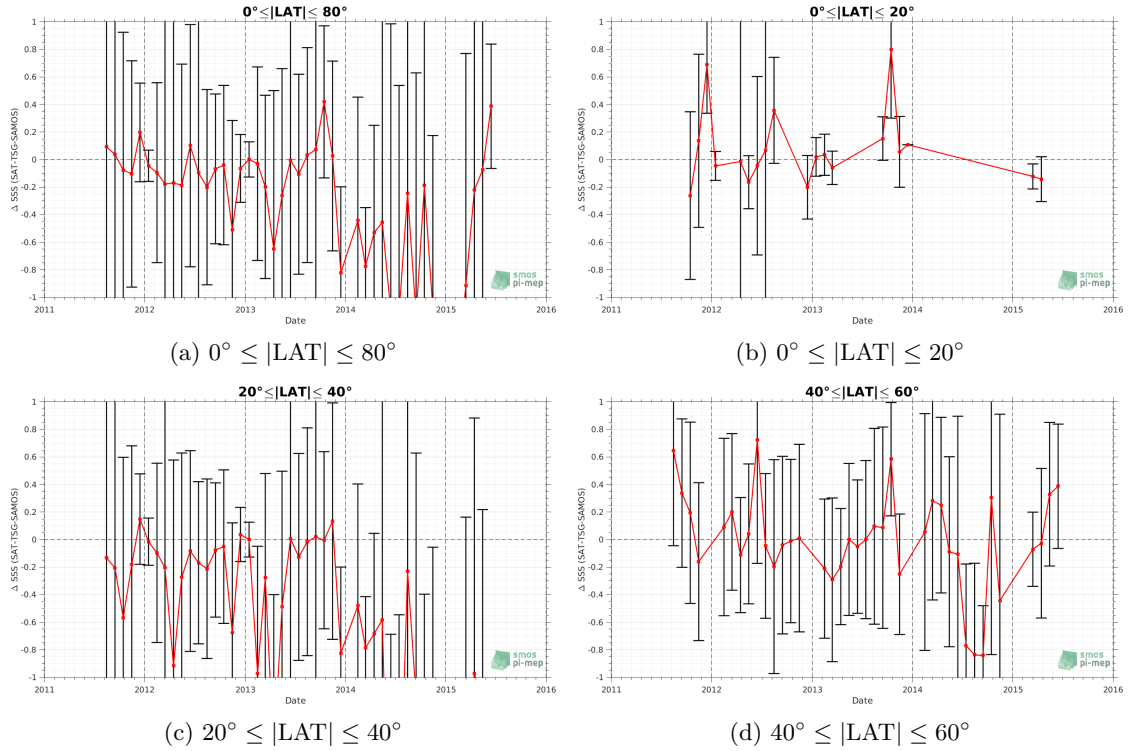 0°≤|LAT|≤ 80°
1
0.8
0.6
0.4
0.2
0
-0.2
-0.4
-0.6
-0.8
-1
Δ SSS (SAT-TSG-SAMOS)
2011 2012 2013 2014 2015 2016
Date
smos
pi-mep
(a) 0° ≤ |LAT| ≤ 80°
0°≤|LAT|≤ 20°
1
0.8
0.6
0.4
0.2
0
-0.2
-0.4
-0.6
-0.8
-1
Δ SSS (SAT-TSG-SAMOS)
2011 2012 2013 2014 2015 2016
Date
smos
pi-mep
(b) 0° ≤ |LAT| ≤ 20°
20°≤|LAT|≤ 40°
1
0.8
0.6
0.4
0.2
0
-0.2
-0.4
-0.6
-0.8
-1
Δ SSS (SAT-TSG-SAMOS)
2011 2012 2013 2014 2015 2016
Date
smos
pi-mep
(c) 20° ≤ |LAT| ≤ 40°
40°≤|LAT|≤ 60°
1
0.8
0.6
0.4
0.2
0
-0.2
-0.4
-0.6
-0.8
-1
Δ SSS (SAT-TSG-SAMOS)
2011 2012 2013 2014 2015 2016
Date
smos
pi-mep
(d) 40° ≤ |LAT| ≤ 60°